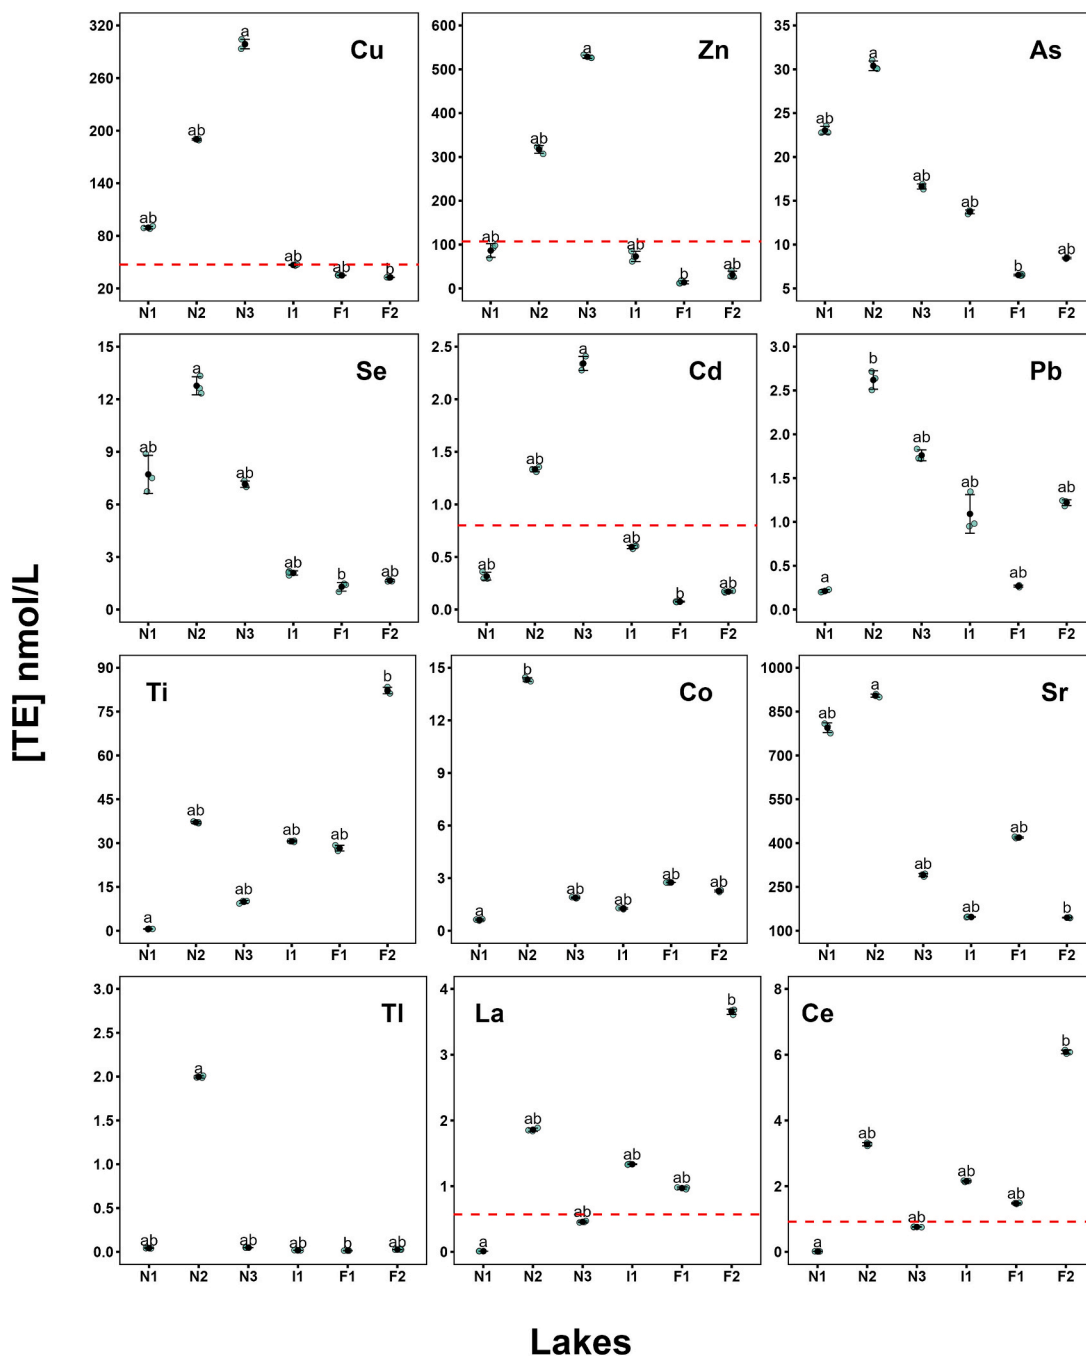 320
260
200
140
80
20
Cu
ab
ab
a
ab
ab
b
N1 N2 N3 I1 F1 F2
600
500
400
300
200
100
0
Zn
ab
ab
a
ab
b
ab
N1 N2 N3 I1 F1 F2
35
30
25
20
15
10
5
As
ab
a
ab
ab
b
ab
N1 N2 N3 I1 F1 F2
15
12
9
6
3
0
Se
ab
a
ab
ab
b
ab
N1 N2 N3 I1 F1 F2
2.5
2.0
1.5
1.0
0.5
0.0
Cd
ab
ab
a
ab
b
ab
N1 N2 N3 I1 F1 F2
3.0
2.5
2.0
1.5
1.0
0.5
0.0
Pb
a
b
ab
ab
ab
ab
N1 N2 N3 I1 F1 F2
90
75
60
45
30
15
0
Ti
a
ab
ab
ab
ab
b
N1 N2 N3 I1 F1 F2
15
12
9
6
3
0
Co
a
b
ab
ab
ab
ab
N1 N2 N3 I1 F1 F2
1000
850
700
550
400
250
100
Sr
ab
a
ab
ab
ab
b
N1 N2 N3 I1 F1 F2
3.0
2.5
2.0
1.5
1.0
0.5
0.0
Tl
ab
a
ab
ab
b
ab
N1 N2 N3 I1 F1 F2
4
3
2
1
0
La
a
ab
ab
ab
ab
b
N1 N2 N3 I1 F1 F2
8
6
4
2
0
Ce
a
ab
ab
ab
ab
b
N1 N2 N3 I1 F1 F2
[TE] nmol/L
Lakes